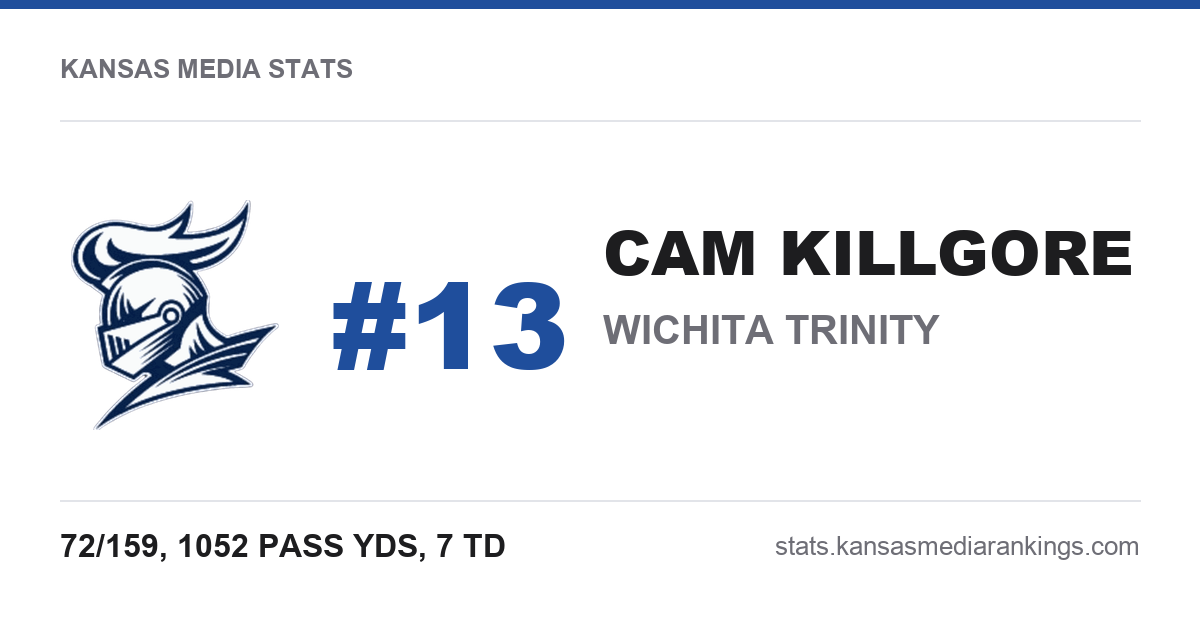 KANSAS MEDIA STATS
#13
CAM KILLGORE
WICHITA TRINITY
72/159, 1052 PASS YDS, 7 TD
stats.kansasmediarankings.com